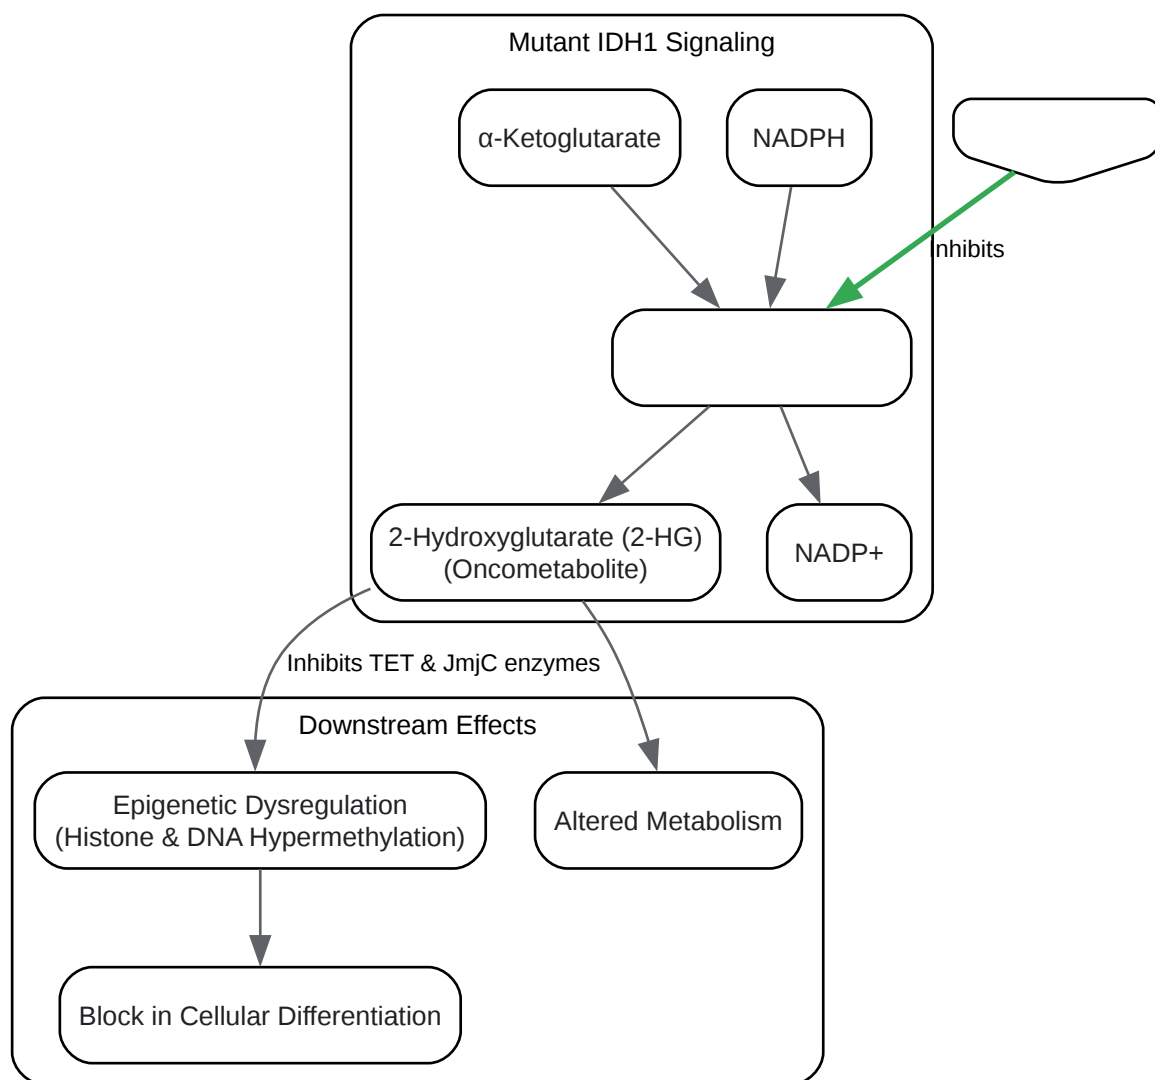 Mutant IDH1 Signaling
α-Ketoglutarate
NADPH
Inhibits
2-Hydroxyglutarate (2-HG)
(Oncometabolite)
NADP+
Inhibits TET & JmjC enzymes
Downstream Effects
Epigenetic Dysregulation
(Histone & DNA Hypermethylation)
Altered Metabolism
Block in Cellular Differentiation